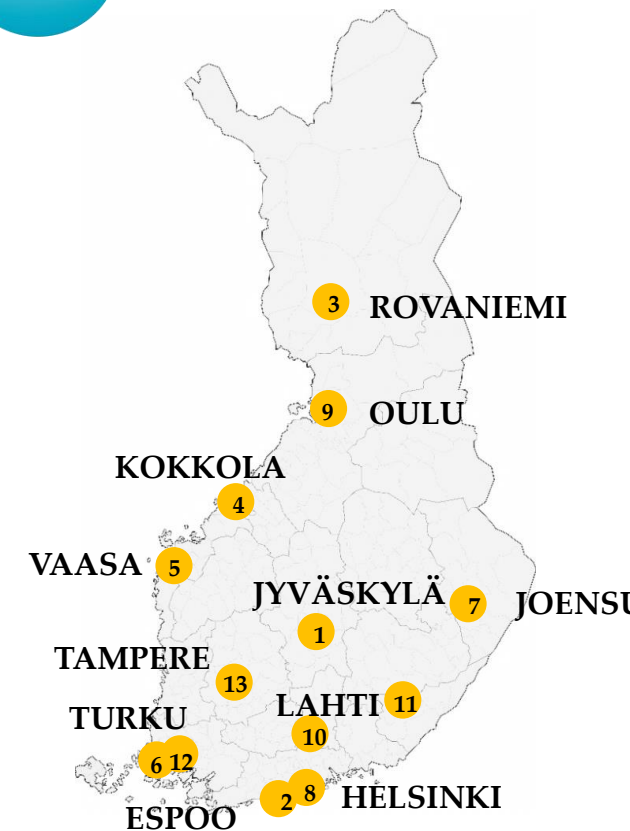 3 ROVANIEMI
9 OULU
KOKKOLA
4
VAASA 5
JYVÄSKYLÄ
1
7 JOENSU
TAMPERE
13
LAHTI 11
10
TURKU
6 12
2 8 HELSINKI
ESPOO